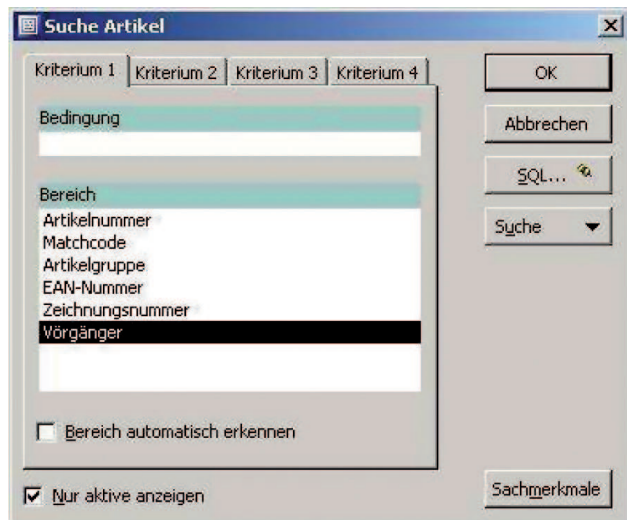 Suche Artikel
Kriterium 1 Kriterium 2 Kriterium 3 Kriterium 4
OK
Bedingung
Abbrechen
SQL...
Bereich
Artikelnummer
Suche
Matchcode
Artikelgruppe
EAN-Nummer
Zeichnungsnummer
Vörgänger
Bereich automatisch erkennen
Nur aktive anzeigen
Sachmerkmale